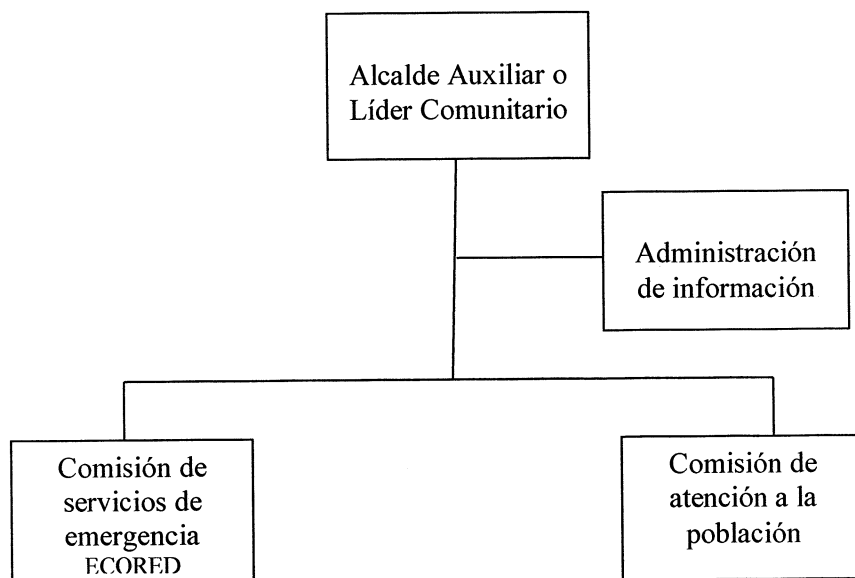 Alcalde Auxiliar o
Líder Comunitario
Administración
de información
Comisión de
servicios de
emergencia
ECORED
Comisión de
atención a la
población